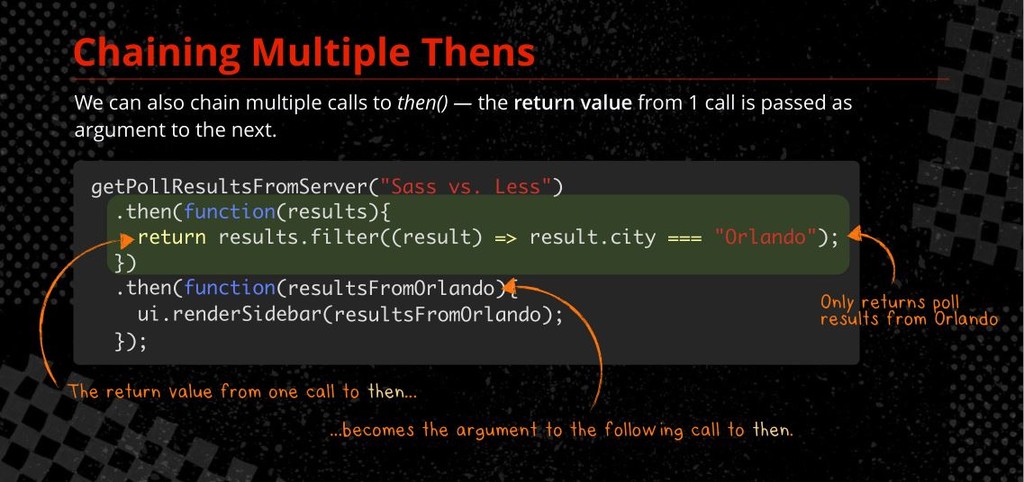 Chaining Multiple Thens
We can also chain multiple calls to then() — the return value from 1 call is passed as
argument to the next.
getPollResultsFromServer("Sass vs. Less")
.then(function(results){
return results.filter((result) => result.city === "Orlando");
})
.then(function(resultsFromOrlando){
ui.renderSidebar(resultsFromOrlando);
});
Only returns poll
results from Orlando
The return value from one call to then...
...becomes the argument to the following call to then.